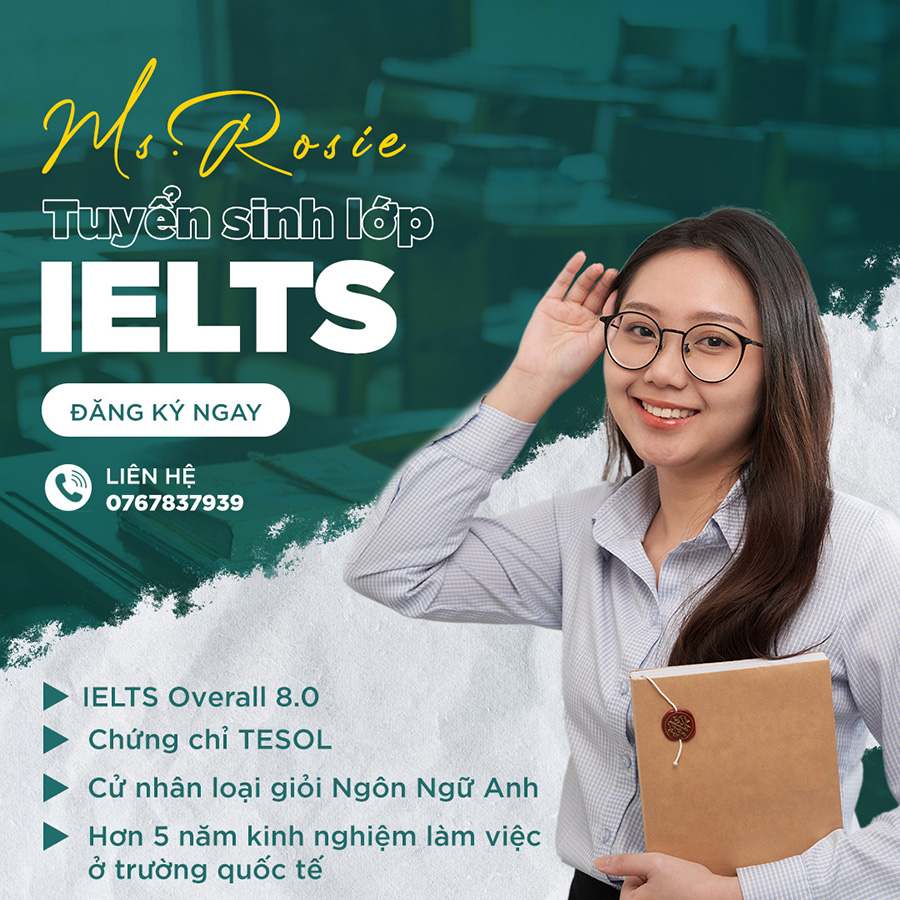 Ms. Rosie
Tuyển sinh lớp
IELTS
ĐĂNG KÝ NGAY
LIÊN HỆ
0767837939
IELTS Overall 8.0
Chứng chỉ TESOL
Cử nhân loại giỏi Ngôn Ngữ Anh
Hơn 5 năm kinh nghiệm làm việc
ở trường quốc tế